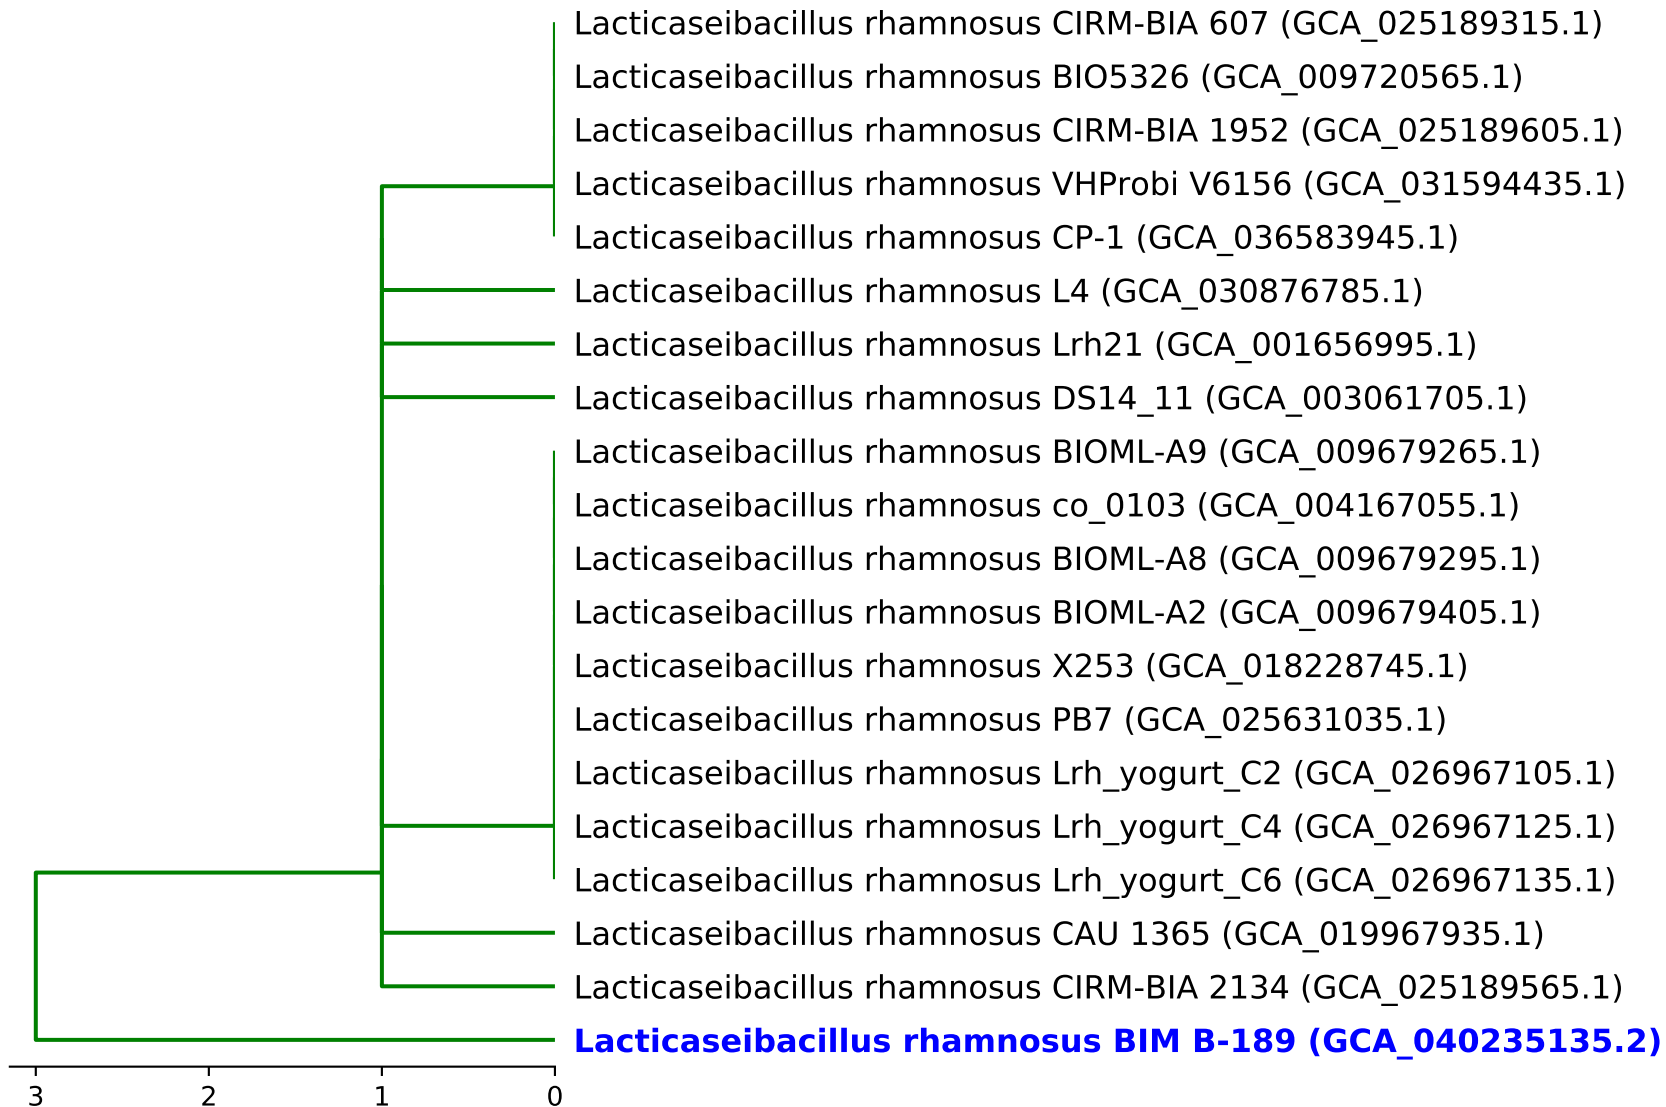 Lacticaseibacillus rhamnosus CIRM-BIA 607 (GCA_025189315.1)
Lacticaseibacillus rhamnosus BIO5326 (GCA_009720565.1)
Lacticaseibacillus rhamnosus CIRM-BIA 1952 (GCA_025189605.1)
Lacticaseibacillus rhamnosus VHProbi V6156 (GCA_031594435.1)
Lacticaseibacillus rhamnosus CP-1 (GCA_036583945.1)
Lacticaseibacillus rhamnosus L4 (GCA_030876785.1)
Lacticaseibacillus rhamnosus Lrh21 (GCA_001656995.1)
Lacticaseibacillus rhamnosus DS14_11 (GCA_003061705.1)
Lacticaseibacillus rhamnosus BIOML-A9 (GCA_009679265.1)
Lacticaseibacillus rhamnosus co_0103 (GCA_004167055.1)
Lacticaseibacillus rhamnosus BIOML-A8 (GCA_009679295.1)
Lacticaseibacillus rhamnosus BIOML-A2 (GCA_009679405.1)
Lacticaseibacillus rhamnosus X253 (GCA_018228745.1)
Lacticaseibacillus rhamnosus PB7 (GCA_025631035.1)
Lacticaseibacillus rhamnosus Lrh_yogurt_C2 (GCA_026967105.1)
Lacticaseibacillus rhamnosus Lrh_yogurt_C4 (GCA_026967125.1)
Lacticaseibacillus rhamnosus Lrh_yogurt_C6 (GCA_026967135.1)
Lacticaseibacillus rhamnosus CAU 1365 (GCA_019967935.1)
Lacticaseibacillus rhamnosus CIRM-BIA 2134 (GCA_025189565.1)
Lacticaseibacillus rhamnosus BIM B-189 (GCA_040235135.2)
3 2 1 0